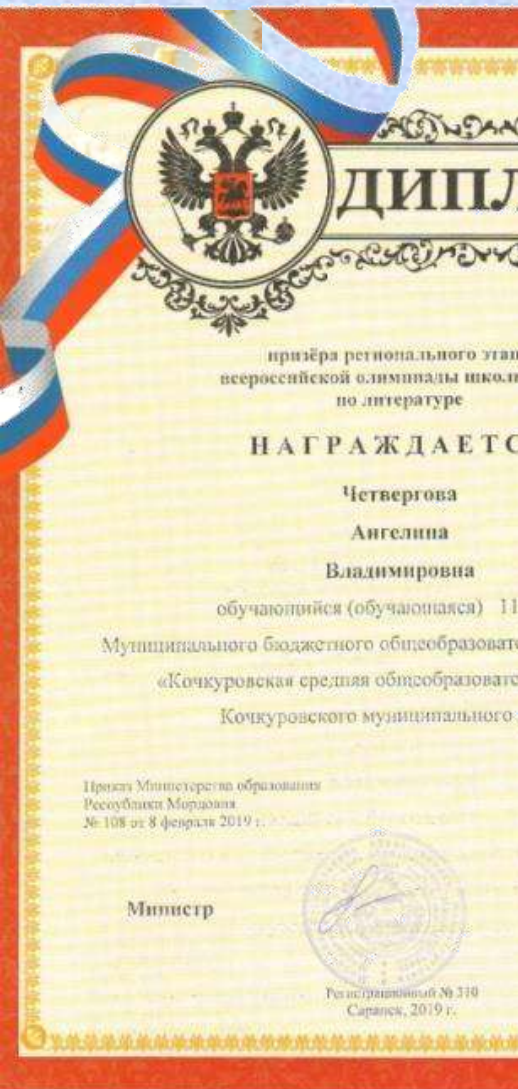 ДИПЛ
призёра регионального этап
всероссийской олимпиады школь
по литературе
НАГРАЖДАЕТС
Четвергова
Ангелина
Владимировна
обучающийся (обучающаяся) 11
Муниципального бюджетного общеобразовато
«Кочкуровская средняя общеобразовато
Кочкуровского муниципального
Приказ Министерства образования
Республики Мордовия
№ 108 от 8 февраля 2019 г.
Министр
Регистрационный № 310
Саранск, 2019 г.